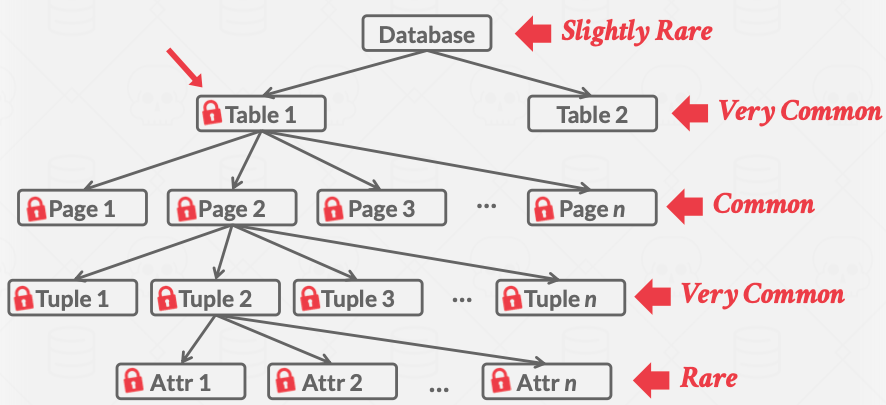 Database
Slightly Rare
Table 1
Table 2
Very Common
Page 1
Page 2
Page 3
...
Page n
Common
Tuple 1
Tuple 2
Tuple 3
...
Tuple n
Very Common
Attr 1
Attr 2
...
Attr n
Rare